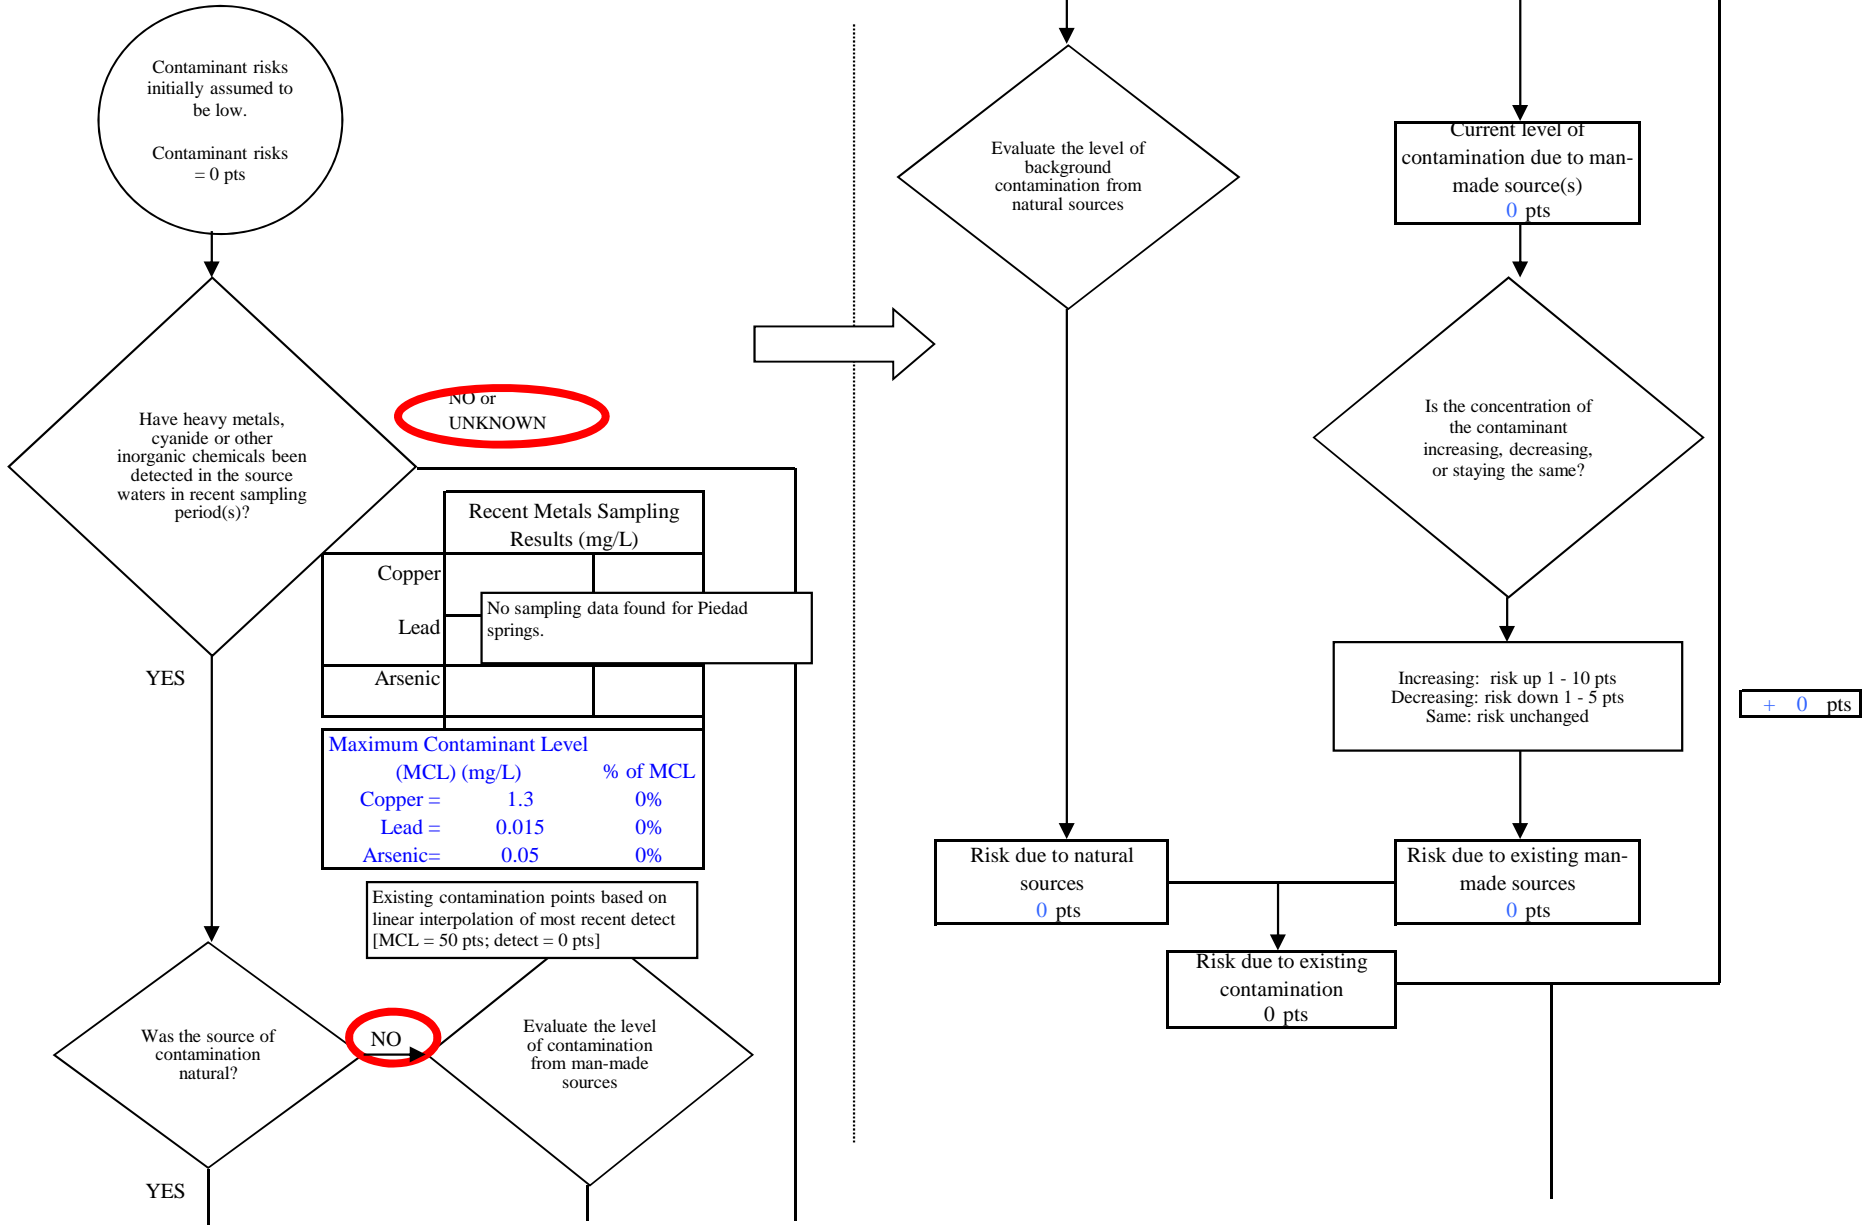 Contaminant risks
initially assumed to
be low.
Contaminant risks
= 0 pts
Have heavy metals,
cyanide or other
inorganic chemicals been
detected in the source
waters in recent sampling
period(s)?
NO or
UNKNOWN
YES
Recent Metals Sampling
Results (mg/L)
Copper
Lead
Arsenic
No sampling data found for Piedad
springs.
Maximum Contaminant Level
(MCL) (mg/L) % of MCL
Copper = 1.3 0%
Lead = 0.015 0%
Arsenic= 0.05 0%
Existing contamination points based on
linear interpolation of most recent detect
[MCL = 50 pts; detect = 0 pts]
Was the source of
contamination
natural?
NO
YES
Evaluate the level
of contamination
from man-made
sources
Evaluate the level of
background
contamination from
natural sources
Current level of
contamination due to man-
made source(s)
0 pts
Is the concentration of
the contaminant
increasing, decreasing,
or staying the same?
Increasing: risk up 1 - 10 pts
Decreasing: risk down 1 - 5 pts
Same: risk unchanged
+ 0 pts
Risk due to natural
sources
0 pts
Risk due to existing man-
made sources
0 pts
Risk due to existing
contamination
0 pts